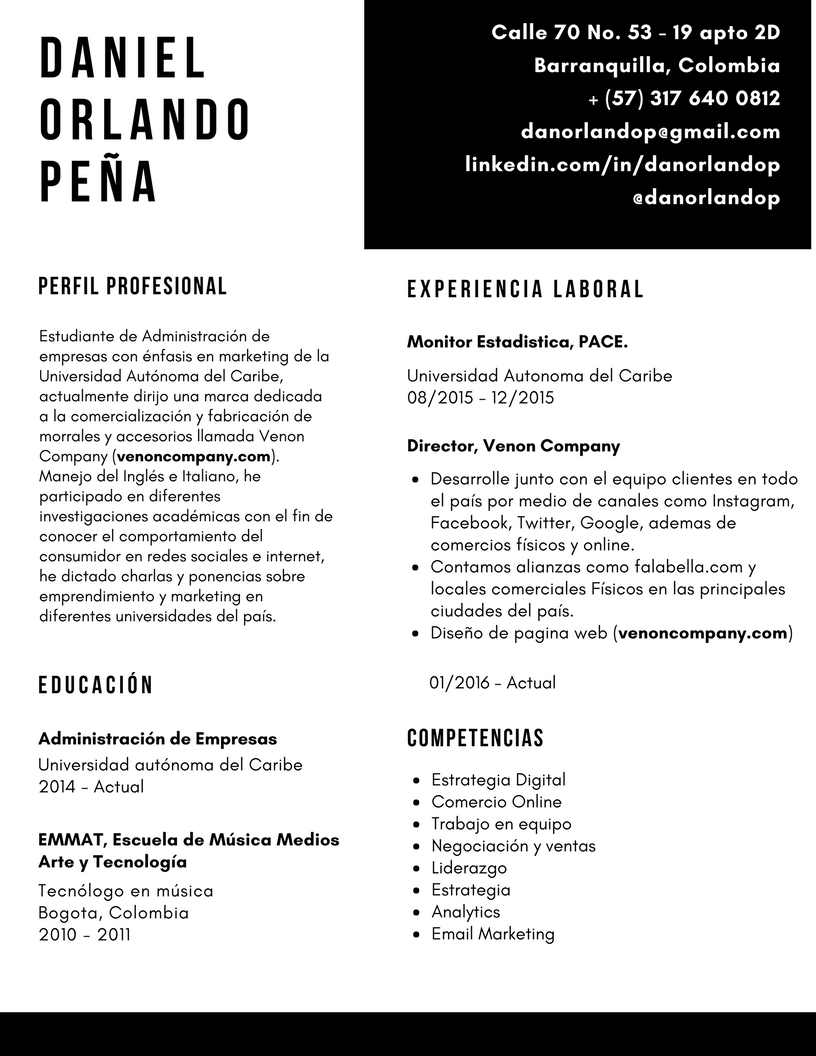 DANIEL
ORLANDO
PEÑA
Calle 70 No. 53 - 19 apto 2D
Barranquilla, Colombia
+ (57) 317 640 0812
danorlandop@gmail.com
linkedin.com/in/danorlandop
@danorlandop
PERFIL PROFESIONAL
Estudiante de Administración de
empresas con énfasis en marketing de la
Universidad Autónoma del Caribe,
actualmente dirijo una marca dedicada
a la comercialización y fabricación de
morrales y accesorios llamada Venon
Company (venoncompany.com).
Manejo del Inglés e Italiano, he
participado en diferentes
investigaciones académicas con el fin de
conocer el comportamiento del
consumidor en redes sociales e internet,
he dictado charlas y ponencias sobre
emprendimiento y marketing en
diferentes universidades del país.
EDUCACIÓN
Administración de Empresas
Universidad autónoma del Caribe
2014 - Actual
EMMAT, Escuela de Música Medios
Arte y Tecnología
Tecnólogo en música
Bogota, Colombia
2010 - 2011
EXPERIENCIA LABORAL
Monitor Estadistica, PACE.
Universidad Autonoma del Caribe
08/2015 - 12/2015
Director, Venon Company
• Desarrolle junto con el equipo clientes en todo
el país por medio de canales como Instagram,
Facebook, Twitter, Google, ademas de
comercios físicos y online.
• Contamos alianzas como falabella.com y
locales comerciales Físicos en las principales
ciudades del país.
• Diseño de pagina web (venoncompany.com)
01/2016 - Actual
COMPETENCIAS
• Estrategia Digital
• Comercio Online
• Trabajo en equipo
• Negociación y ventas
• Liderazgo
• Estrategia
• Analytics
• Email Marketing